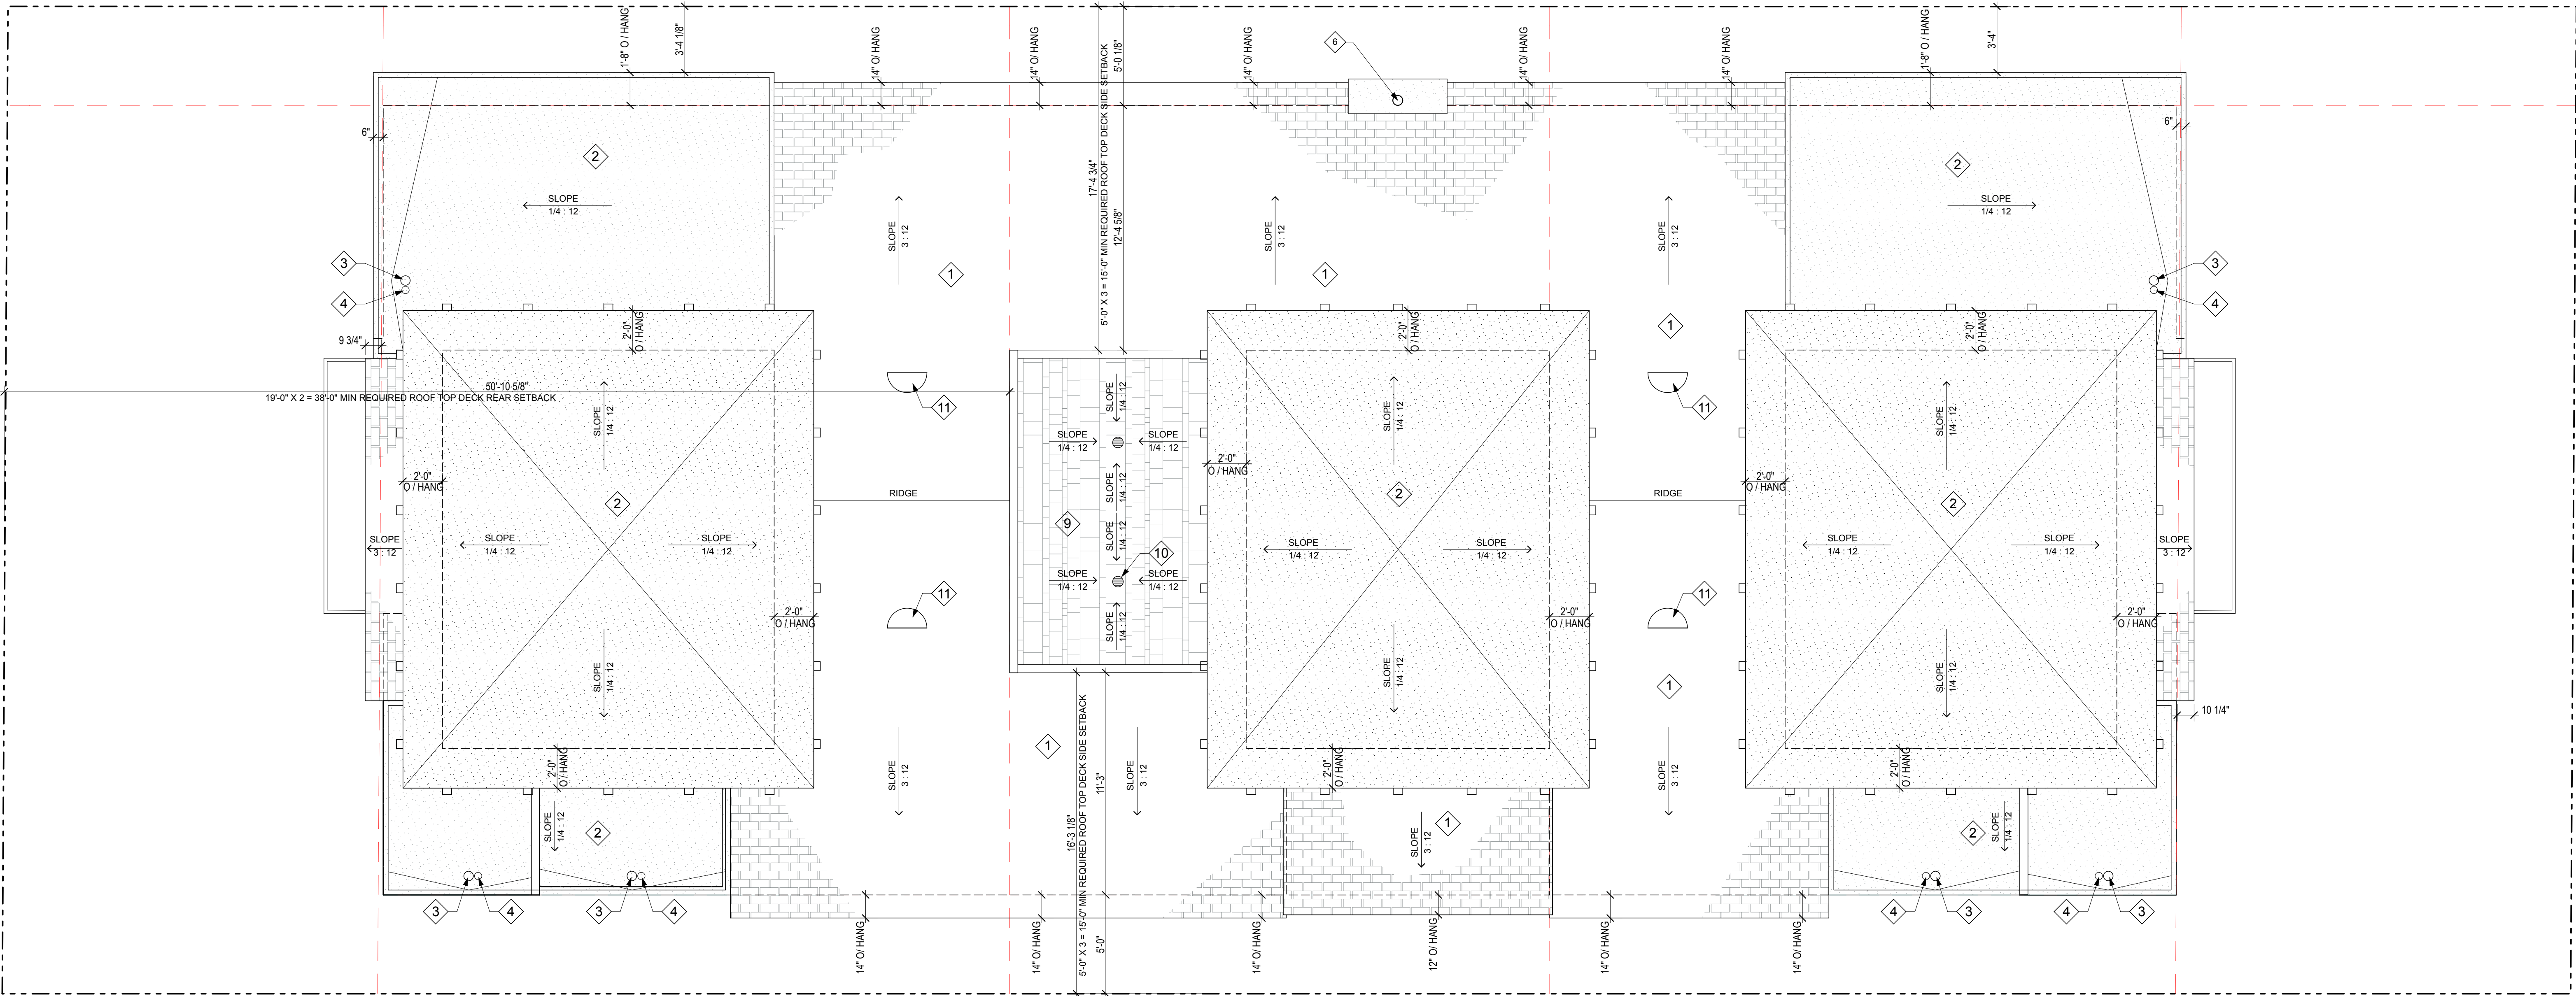 1'-8" O / HANG
3'-4 1/8"
14" O/ HANG
14" O/ HANG
17'-4 3/4"
5'-0" X 3 = 15'-0" MIN REQUIRED ROOF TOP DECK SIDE SETBACK
5'-0 1/8"
12'-4 5/8"
14" O/ HANG
6
14" O/ HANG
14" O/ HANG
1'-8" O / HANG
3'-4"
6"
6"
2
2
SLOPE
1/4 : 12
SLOPE
1/4 : 12
SLOPE
3 : 12
SLOPE
3 : 12
SLOPE
3 : 12
3
4
1
1
3
4
1
9 3/4"
2'-0"
O / HANG
2'-0"
O / HANG
2'-0"
O / HANG
50'-10 5/8"
19'-0" X 2 = 38'-0" MIN REQUIRED ROOF TOP DECK REAR SETBACK
11
11
SLOPE
1/4 : 12
SLOPE
1/4 : 12
SLOPE
1/4 : 12
SLOPE
1/4 : 12
SLOPE
1/4 : 12
SLOPE
1/4 : 12
2'-0"
O / HANG
2'-0"
O / HANG
2'-0"
O / HANG
SLOPE
1/4 : 12
RIDGE
RIDGE
2
2
2
9
SLOPE
1/4 : 12
10
SLOPE
3 : 12
SLOPE
1/4 : 12
SLOPE
1/4 : 12
SLOPE
1/4 : 12
SLOPE
1/4 : 12
SLOPE
1/4 : 12
SLOPE
1/4 : 12
SLOPE
3 : 12
SLOPE
1/4 : 12
SLOPE
1/4 : 12
11
11
SLOPE
1/4 : 12
2'-0"
O / HANG
2'-0"
O / HANG
2'-0"
O / HANG
SLOPE
1/4 : 12
SLOPE
1/4 : 12
SLOPE
1/4 : 12
1
10 1/4"
1
2'-0"
O / HANG
2'-0"
O / HANG
2'-0"
O / HANG
SLOPE
3 : 12
SLOPE
3 : 12
SLOPE
3 : 12
16'-3 1/8"
5'-0" X 3 = 15'-0" MIN REQUIRED ROOF TOP DECK SIDE SETBACK
11'-3"
5'-0"
SLOPE
1/4 : 12
2
SLOPE
3 : 12
1
2
SLOPE
1/4 : 12
3
4
3
4
4
3
4
3
14" O/ HANG
14" O/ HANG
14" O/ HANG
12" O/ HANG
14" O/ HANG
14" O/ HANG